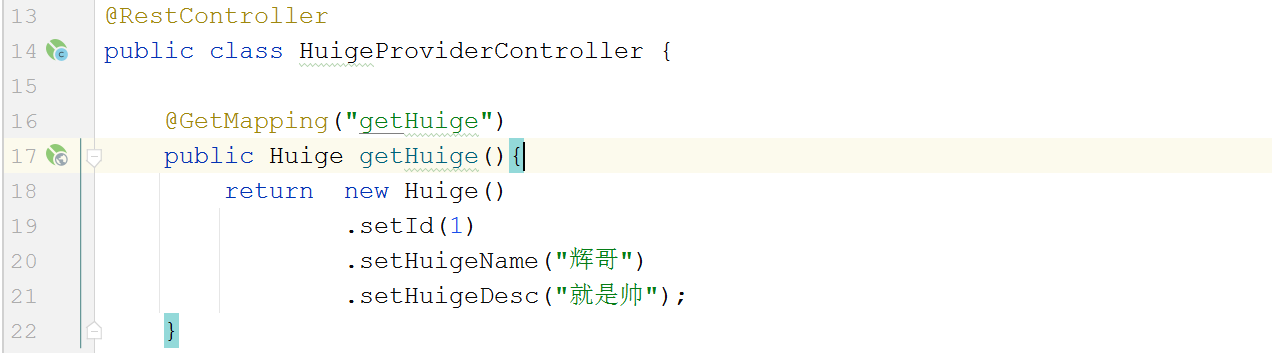 13 @RestController
14 public class HuigeProviderController {
15
16 @GetMapping("getHuige")
17 public Huige getHuige(){
18 return  new Huige()
19 .setId(1)
20 .setHuigeName("辉哥")
21 .setHuigeDesc("就是帅");
22 }